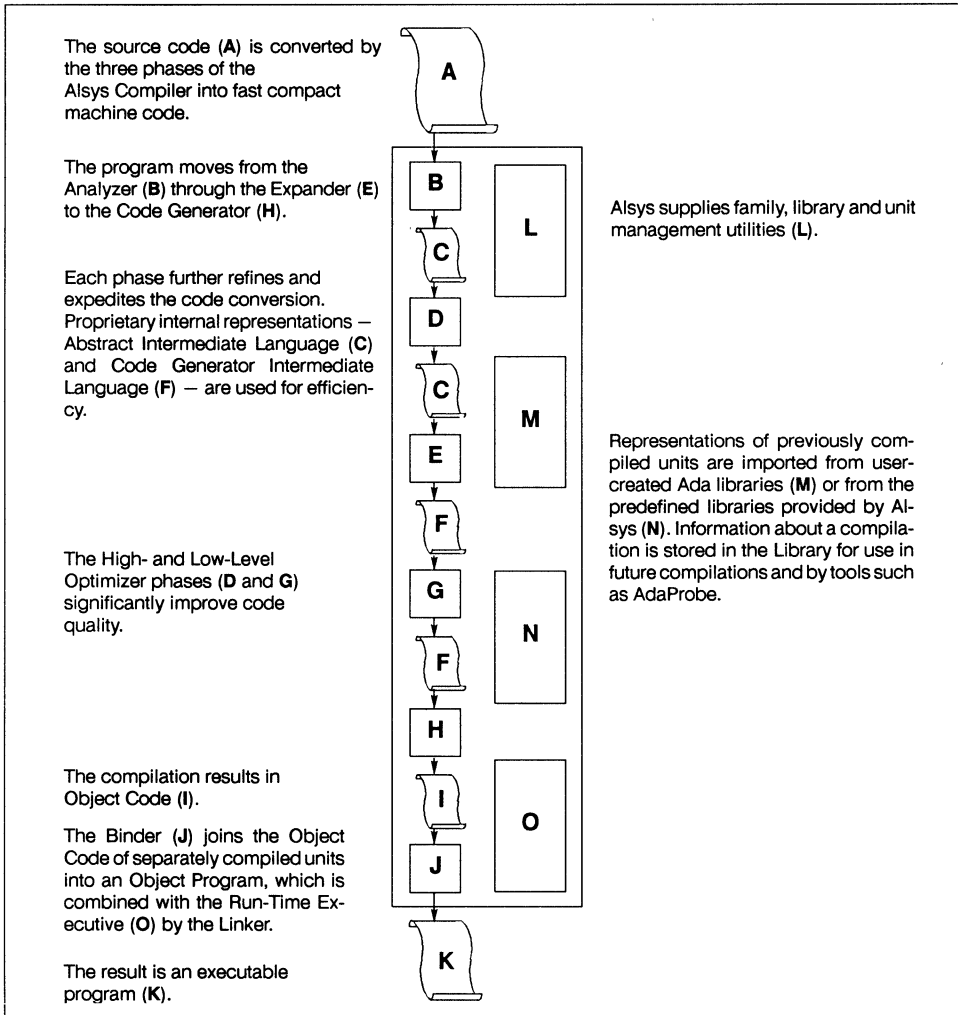 The source code (A) is converted by
the three phases of the
Alsys Compiler into fast compact
machine code.
The program moves from the
Analyzer (B) through the Expander (E)
to the Code Generator (H).
Each phase further refines and
expedites the code conversion.
Proprietary internal representations —
Abstract Intermediate Language (C)
and Code Generator Intermediate
Language (F) — are used for efficien-
cy.
The High- and Low-Level
Optimizer phases (D and G)
significantly improve code
quality.
The compilation results in
Object Code (I).
The Binder (J) joins the Object
Code of separately compiled units
into an Object Program, which is
combined with the Run-Time Ex-
ecutive (O) by the Linker.
The result is an executable
program (K).
A
B
C
D
C
E
F
G
F
H
I
J
K
L
M
N
O
Alsys supplies family, library and unit
management utilities (L).
Representations of previously com-
piled units are imported from user-
created Ada libraries (M) or from the
predefined libraries provided by Al-
sys (N). Information about a compila-
tion is stored in the Library for use in
future compilations and by tools such
as AdaProbe.